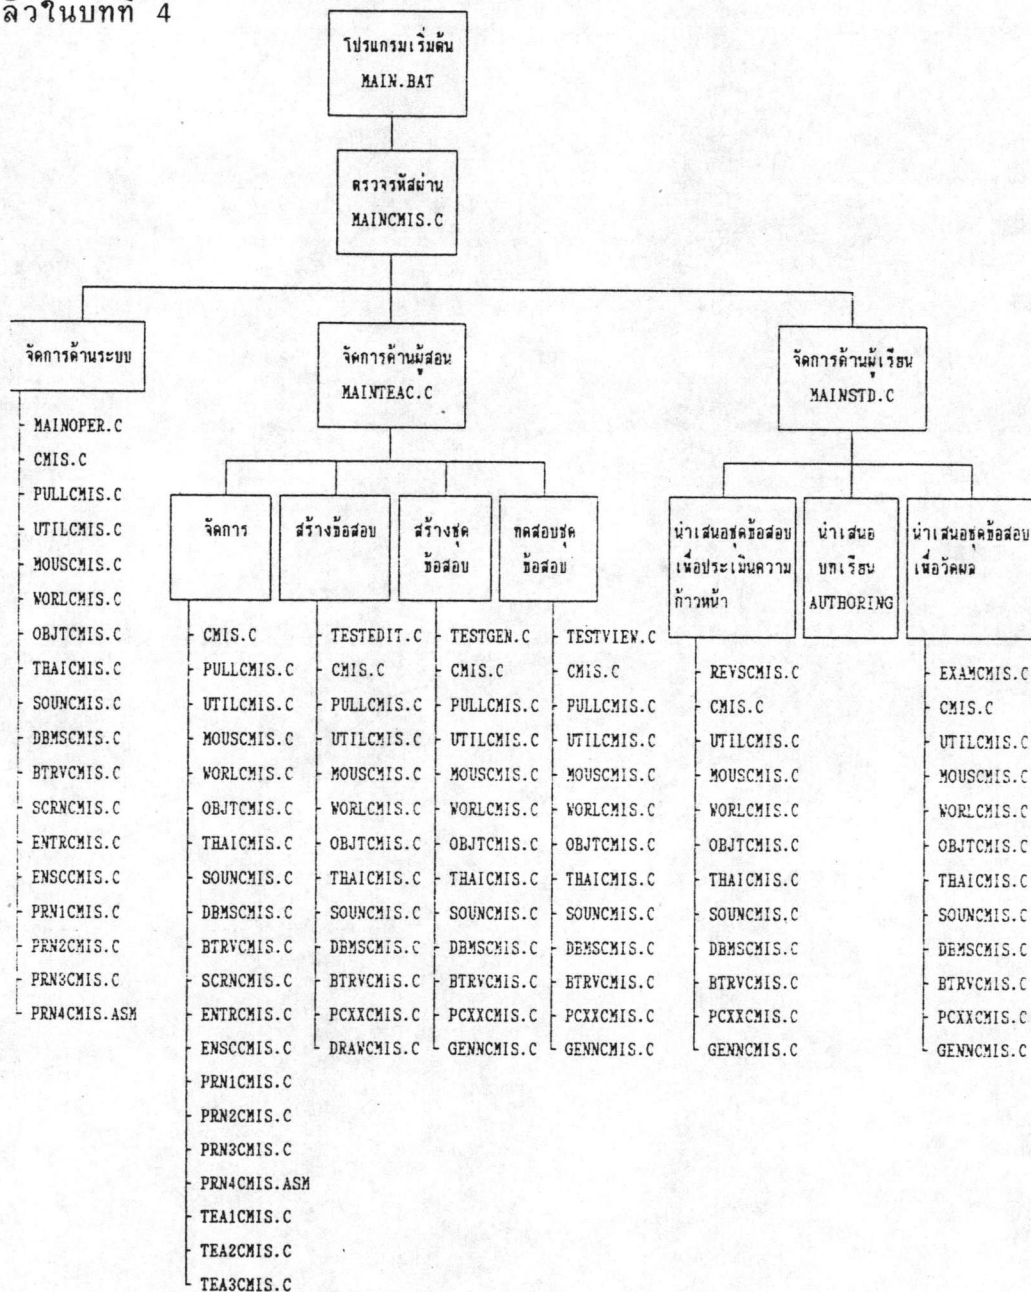 ลัวในบทที่ 4
โปรแกรมเริ่มต้น
MAIN.BAT
ตรวจรหัสผ่าน
MAINCMIS.C
จัดการด้านระบบ
MAINOPER.C
CMIS.C
PULLCMIS.C
UTILCMIS.C
MOUSCMIS.C
WORLCMIS.C
OBJTCMIS.C
THAICMIS.C
SOUNCMIS.C
DBMSCMIS.C
BTRVCMIS.C
SCRNCMIS.C
ENTRCMIS.C
ENSCCMIS.C
PRN1CMIS.C
PRN2CMIS.C
PRN3CMIS.C
PRN4CMIS.ASM
จัดการด้านผู้สอน
MAINTEAC.C
จัดการ
CMIS.C
PULLCMIS.C
UTILCMIS.C
MOUSCMIS.C
WORLCMIS.C
OBJTCMIS.C
THAICMIS.C
SOUNCMIS.C
DBMSCMIS.C
BTRVCMIS.C
SCRNCMIS.C
ENTRCMIS.C
ENSCCMIS.C
PRN1CMIS.C
PRN2CMIS.C
PRN3CMIS.C
PRN4CMIS.ASM
TEA1CMIS.C
TEA2CMIS.C
TEA3CMIS.C
สร้างข้อสอบ
TESTEDIT.C
CMIS.C
PULLCMIS.C
UTILCMIS.C
MOUSCMIS.C
WORLCMIS.C
OBJTCMIS.C
THAICMIS.C
SOUNCMIS.C
DBMSCMIS.C
BTRVCMIS.C
PCXXCMIS.C
DRAWCMIS.C
สร้างชุด
ข้อสอบ
TESTGEN.C
CMIS.C
PULLCMIS.C
UTILCMIS.C
MOUSCMIS.C
WORLCMIS.C
OBJTCMIS.C
THAICMIS.C
SOUNCMIS.C
DBMSCMIS.C
BTRVCMIS.C
PCXXCMIS.C
GENNCMIS.C
ทดสอบชุด
ข้อสอบ
TESTVIEW.C
CMIS.C
PULLCMIS.C
UTILCMIS.C
MOUSCMIS.C
WORLCMIS.C
OBJTCMIS.C
THAICMIS.C
SOUNCMIS.C
DBMSCMIS.C
BTRVCMIS.C
PCXXCMIS.C
GENNCMIS.C
จัดการด้านผู้เรียน
MAINSTD.C
นำเสนอชุดข้อสอบ
เพื่อประเมินความ
ก้าวหน้า
REVSCMIS.C
CMIS.C
UTILCMIS.C
MOUSCMIS.C
WORLCMIS.C
OBJTCMIS.C
THAICMIS.C
SOUNCMIS.C
DBMSCMIS.C
BTRVCMIS.C
PCXXCMIS.C
GENNCMIS.C
นำเสนอ
บทเรียน
AUTHORING
นำเสนอชุดข้อสอบ
เพื่อวัดผล
EXAMCMIS.C
CMIS.C
UTILCMIS.C
MOUSCMIS.C
WORLCMIS.C
OBJTCMIS.C
THAICMIS.C
SOUNCMIS.C
DBMSCMIS.C
BTRVCMIS.C
PCXXCMIS.C
GENNCMIS.C